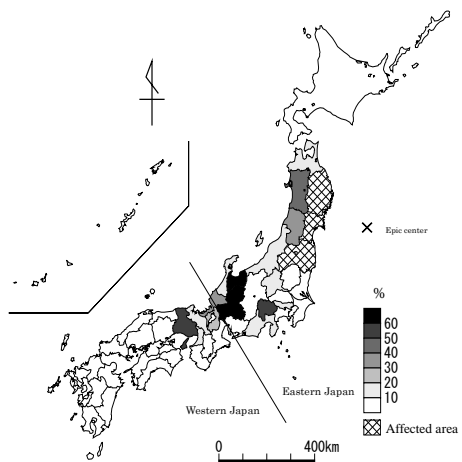 Epic center
%
60
50
40
30
20
10
Eastern Japan
Western Japan
Affected area
0 400km